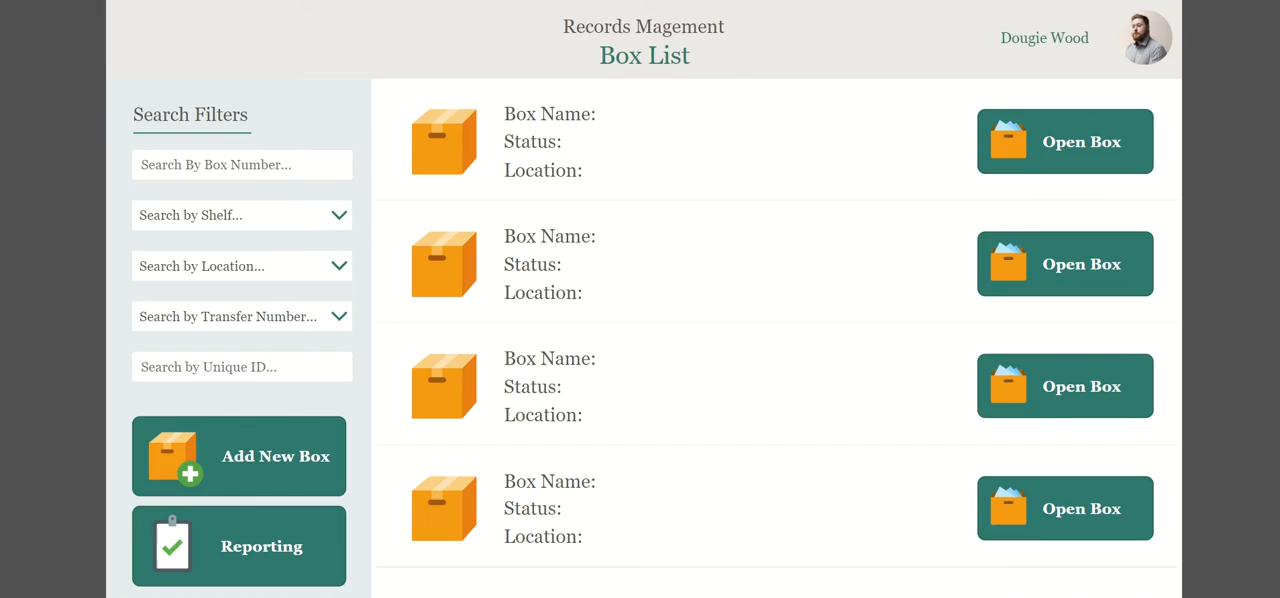 Records Magement
Box List
Dougie Wood
Search Filters
Search By Box Number...
Search by Shelf...
Search by Location...
Search by Transfer Number...
Search by Unique ID...
Add New Box
Reporting
Box Name:
Status:
Location:
Open Box
Box Name:
Status:
Location:
Open Box
Box Name:
Status:
Location:
Open Box
Box Name:
Status:
Location:
Open Box